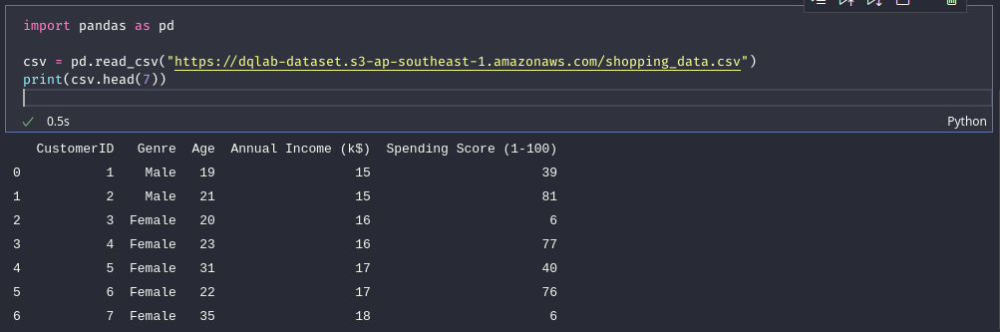 import pandas as pd
csv = pd.read_csv("https://dqlab-dataset.s3-ap-southeast-1.amazonaws.com/shopping_data.csv")
print(csv.head(7))
0.5s Python
CustomerID Genre Age Annual Income (k$) Spending Score (1-100)
0 1 Male 19 15 39
1 2 Male 21 15 81
2 3 Female 20 16 6
3 4 Female 23 16 77
4 5 Female 31 17 40
5 6 Female 22 17 76
6 7 Female 35 18 6